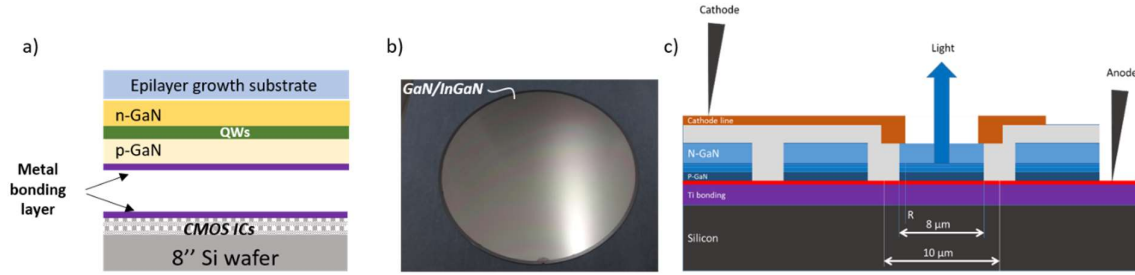 a)
Epilayer growth substrate
n-GaN
QWs
p-GaN
Metal
bonding
layer
CMOS ICs
8’’ Si wafer
b)
GaN/InGaN
c)
Cathode
Light
Anode
Cathode line
N-GaN
P-GaN
TI bonding
R
8 µm
Silicon
10 µm